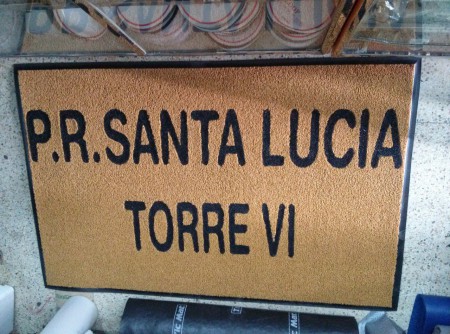 P.R.SANTA LUCIA
TORRE VI